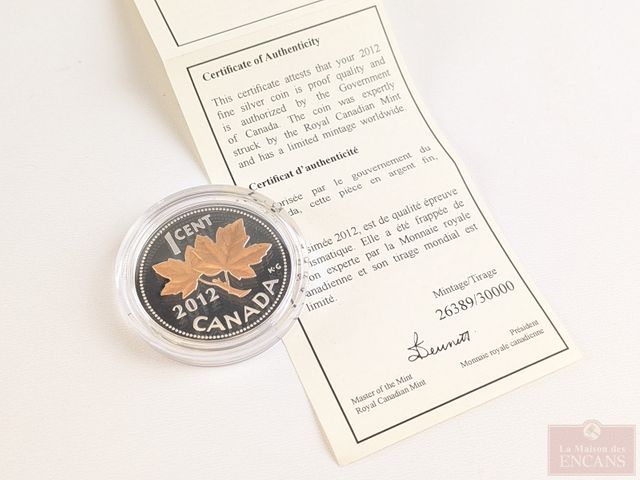 Certificate of Authenticity
This certificate attests that your 2012
fine silver coin is proof quality and
is authorized by the Government
of Canada. The coin was expertly
struck by the Royal Canadian Mint
and has a limited mintage worldwide.
Certificat d'authenticité
par le gouvernement du
cette pièce en argent fin,
2012, est de qualité épreuve
Elle a été frappée de
experte par la Monnaie royale
et son tirage mondial est
limité.
Mintage/Tirage
26389/30000
Bennett
Master of the Mint
Royal Canadian Mint
Président
Monnaie royale canadienne
1 CENT
K·G
2012
CANADA
La Maison des
ENCANS